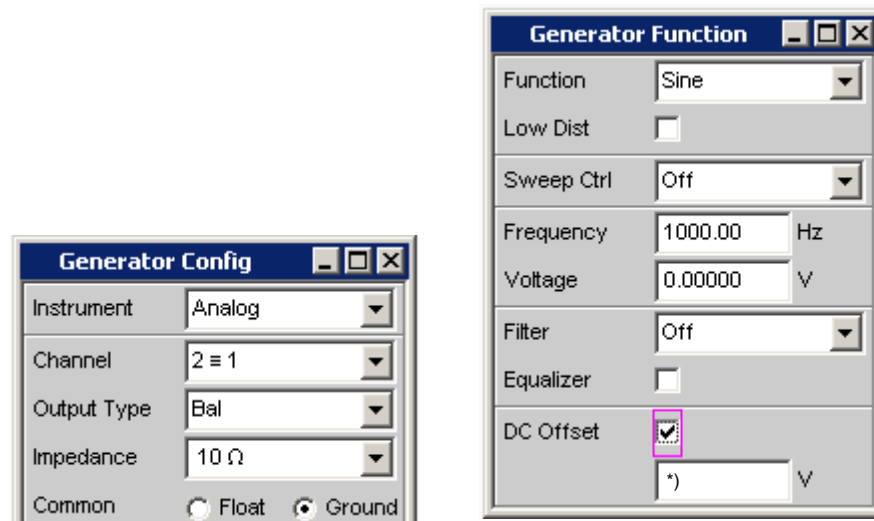 Generator Config
Instrument Analog
Channel 2 ≡ 1
Output Type Bal
Impedance 10 Ω
Common Float Ground
Generator Function
Function Sine
Low Dist
Sweep Ctrl Off
Frequency 1000.00 Hz
Voltage 0.00000 V
Filter Off
Equalizer
DC Offset
*) V